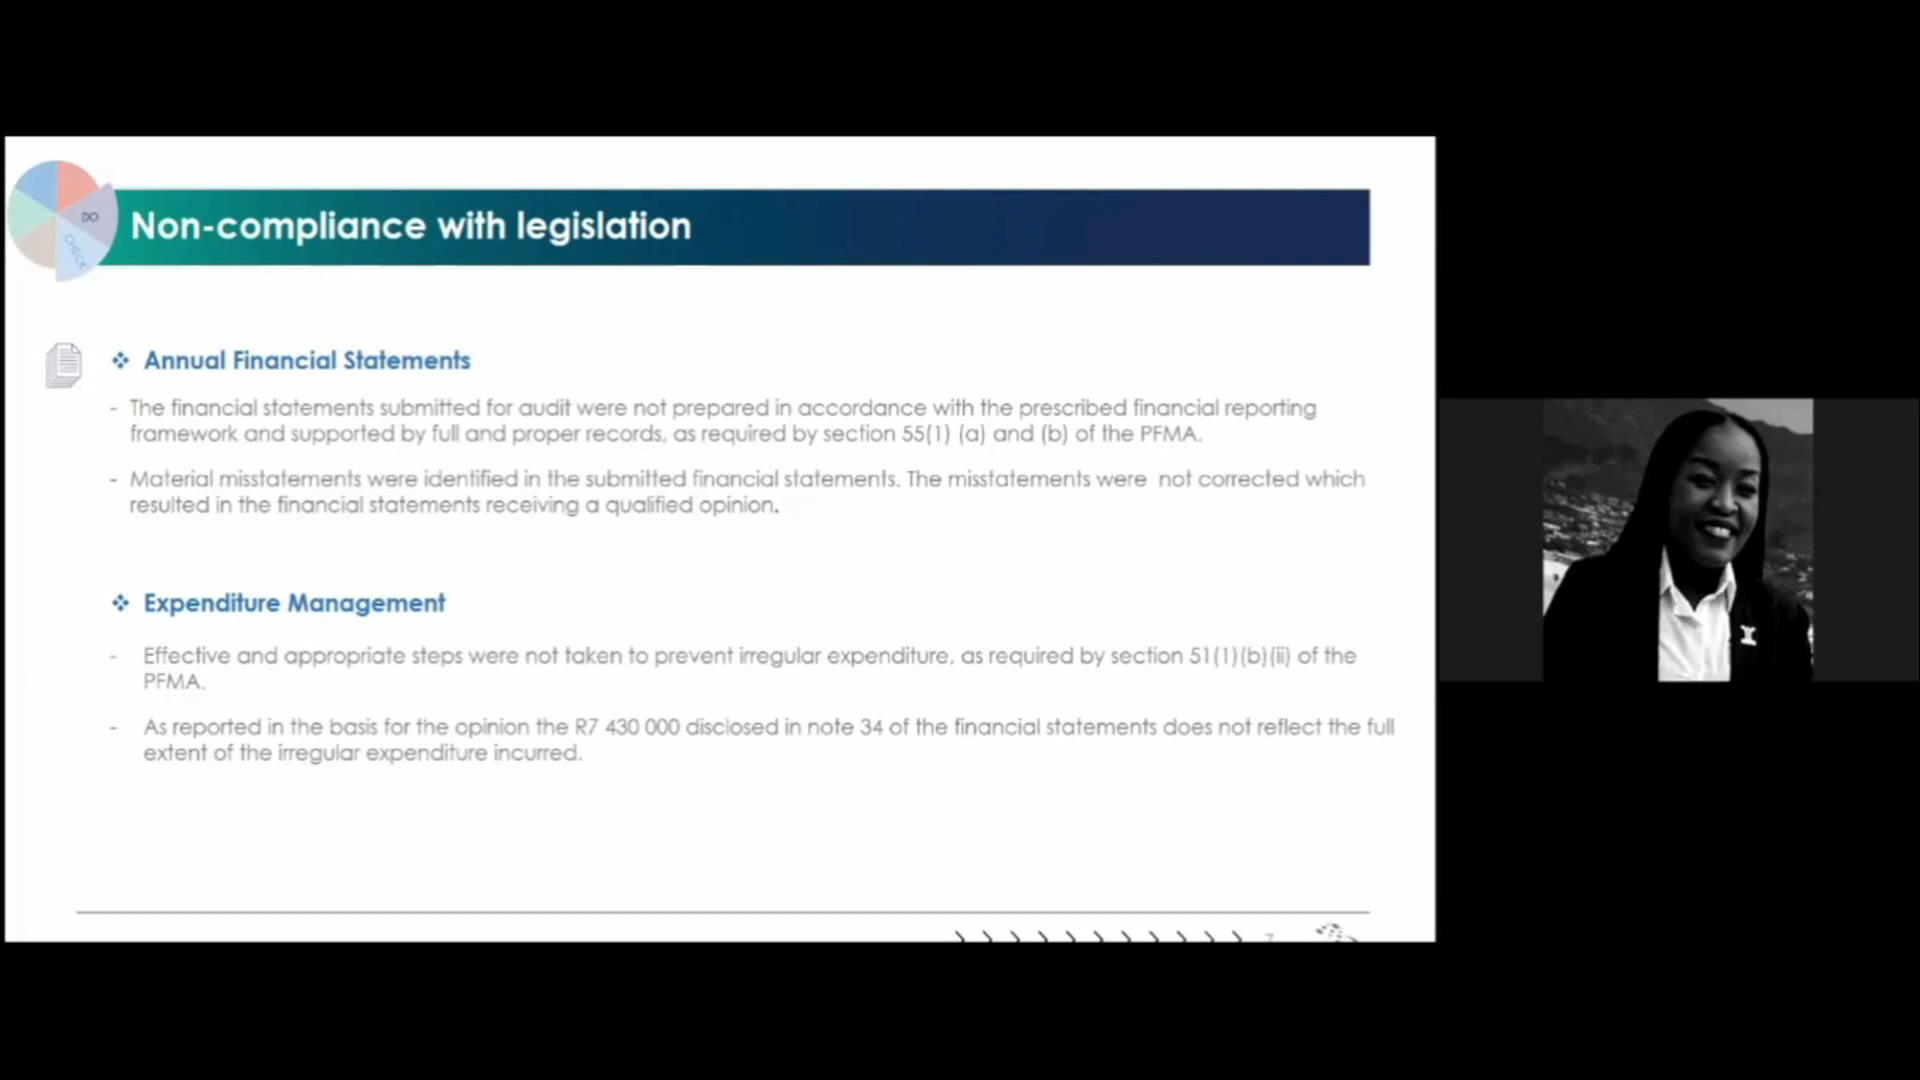 DO
CHECK
Non-compliance with legislation
❖ Annual Financial Statements
- The financial statements submitted for audit were not prepared in accordance with the prescribed financial reporting
framework and supported by full and proper records, as required by section 55(1) (a) and (b) of the PFMA.
- Material misstatements were identified in the submitted financial statements. The misstatements were not corrected which
resulted in the financial statements receiving a qualified opinion.
❖ Expenditure Management
- Effective and appropriate steps were not taken to prevent irregular expenditure, as required by section 51(1)(b)(ii) of the
PFMA.
- As reported in the basis for the opinion the R7 430 000 disclosed in note 34 of the financial statements does not reflect the full
extent of the irregular expenditure incurred.
7